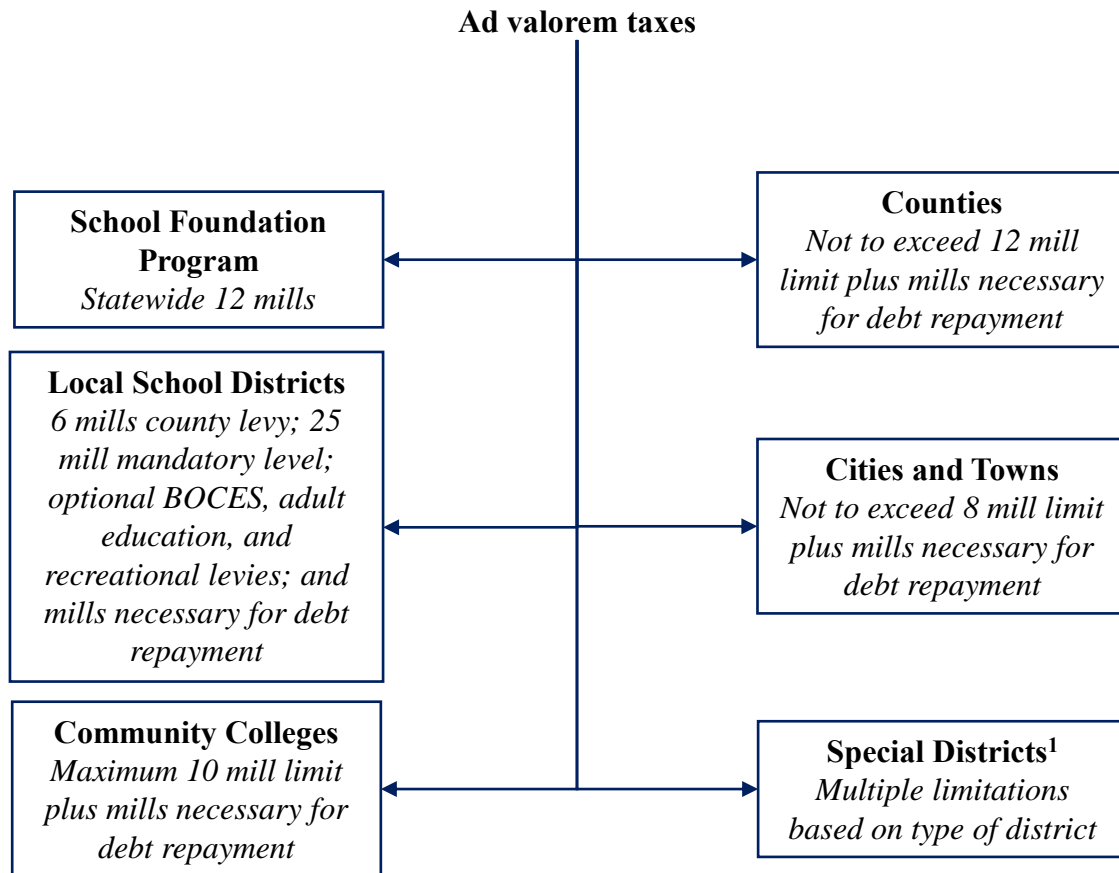 Ad valorem taxes
School Foundation
Program
Statewide 12 mills
Counties
Not to exceed 12 mill
limit plus mills necessary
for debt repayment
Local School Districts
6 mills county levy; 25
mill mandatory level;
optional BOCES, adult
education, and
recreational levies; and
mills necessary for debt
repayment
Cities and Towns
Not to exceed 8 mill limit
plus mills necessary for
debt repayment
Community Colleges
Maximum 10 mill limit
plus mills necessary for
debt repayment
Special Districts¹
Multiple limitations
based on type of district